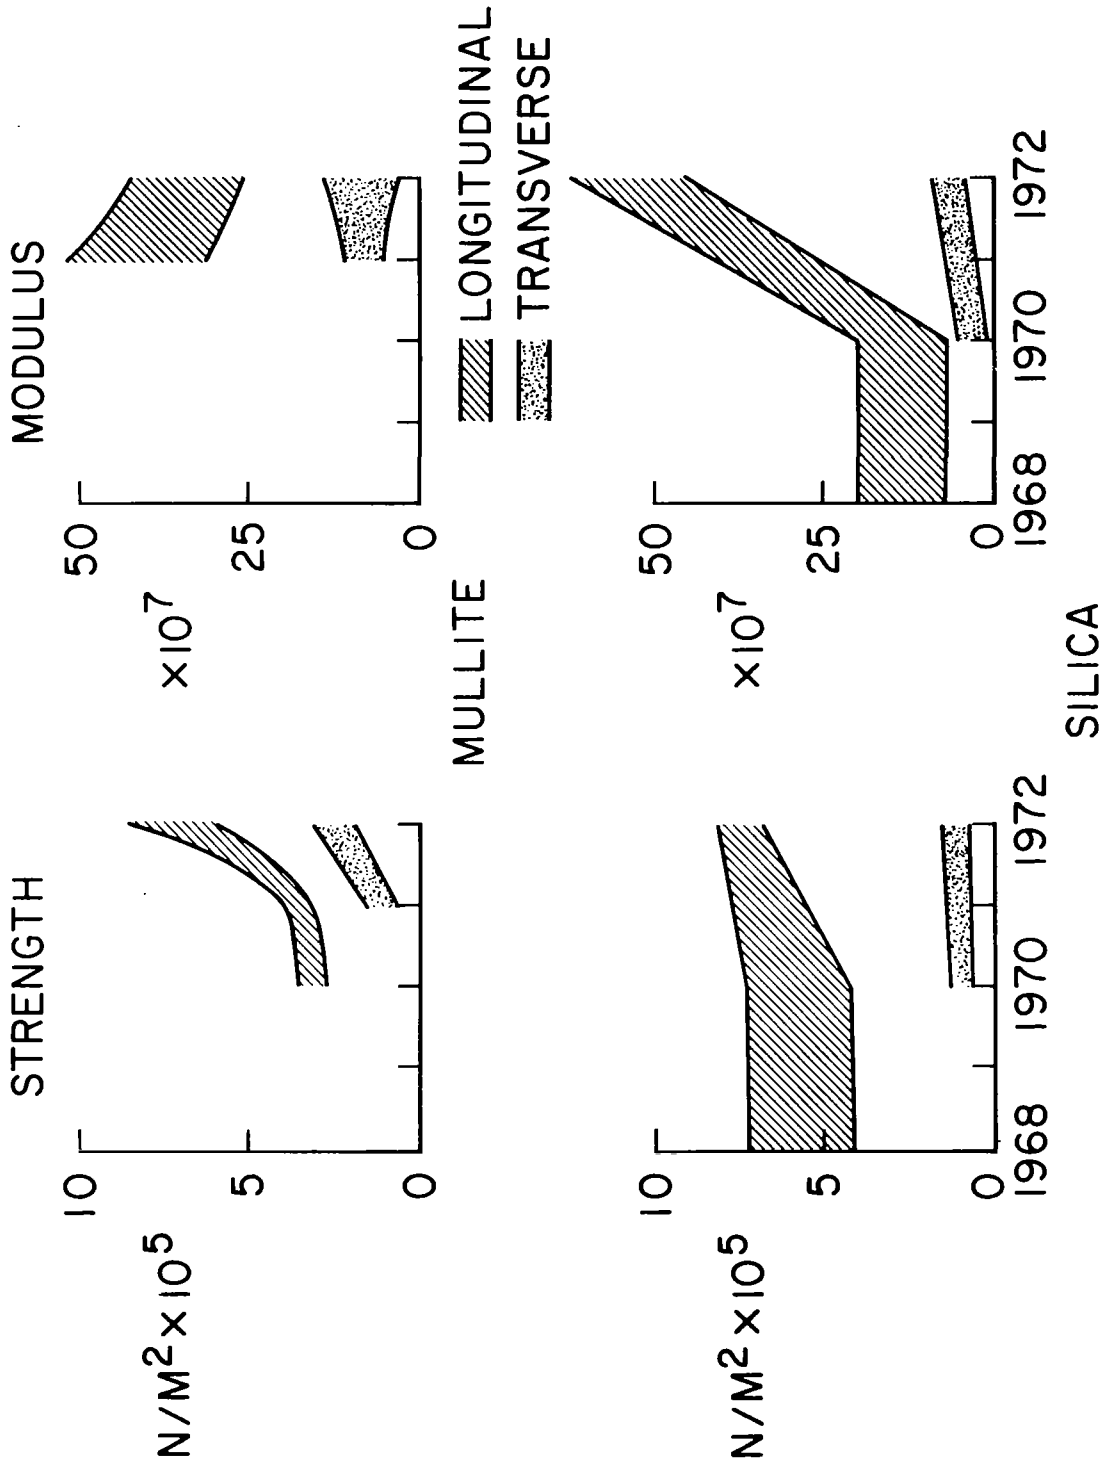 STRENGTH
MODULUS
10
5
0
N/M² × 10⁵
50
25
0
×10⁷
MULLITE
LONGITUDINAL
TRANSVERSE
10
5
0
N/M² × 10⁵
1968 1970 1972
50
25
0
×10⁷
1968 1970 1972
SILICA